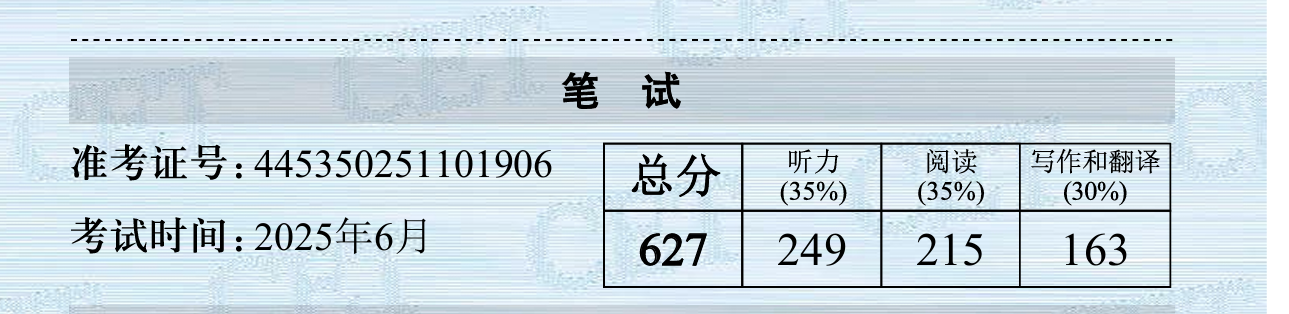 笔 试
准考证号：445350251101906
考试时间：2025年6月
总分 听力 (35%) 阅读 (35%) 写作和翻译 (30%)
627 249 215 163